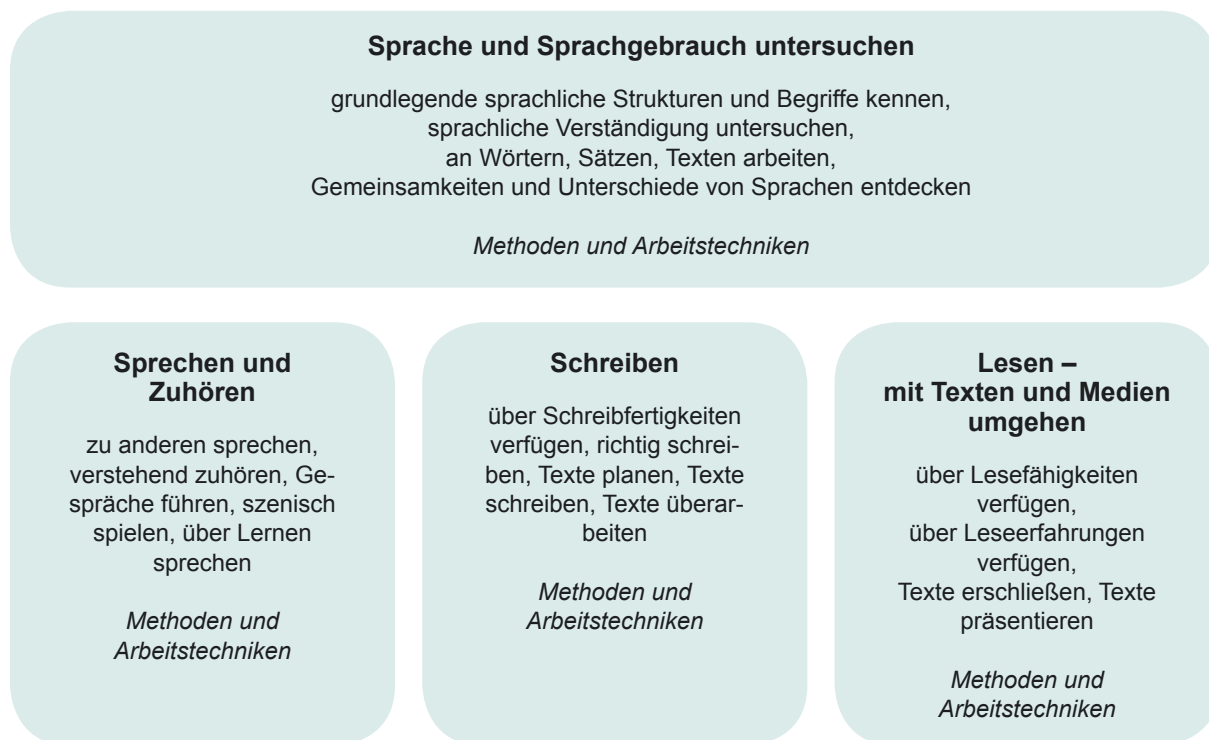 Sprache und Sprachgebrauch untersuchen
grundlegende sprachliche Strukturen und Begriffe kennen,
sprachliche Verständigung untersuchen,
an Wörtern, Sätzen, Texten arbeiten,
Gemeinsamkeiten und Unterschiede von Sprachen entdecken
Methoden und Arbeitstechniken
Sprechen und
Zuhören
zu anderen sprechen,
verstehend zuhören, Ge-
spräche führen, szenisch
spielen, über Lernen
sprechen
Methoden und
Arbeitstechniken
Schreiben
über Schreibfertigkeiten
verfügen, richtig schrei-
ben, Texte planen, Texte
schreiben, Texte überar-
beiten
Methoden und
Arbeitstechniken
Lesen –
mit Texten und Medien
umgehen
über Lesefähigkeiten
verfügen,
über Leseerfahrungen
verfügen,
Texte erschließen, Texte
präsentieren
Methoden und
Arbeitstechniken